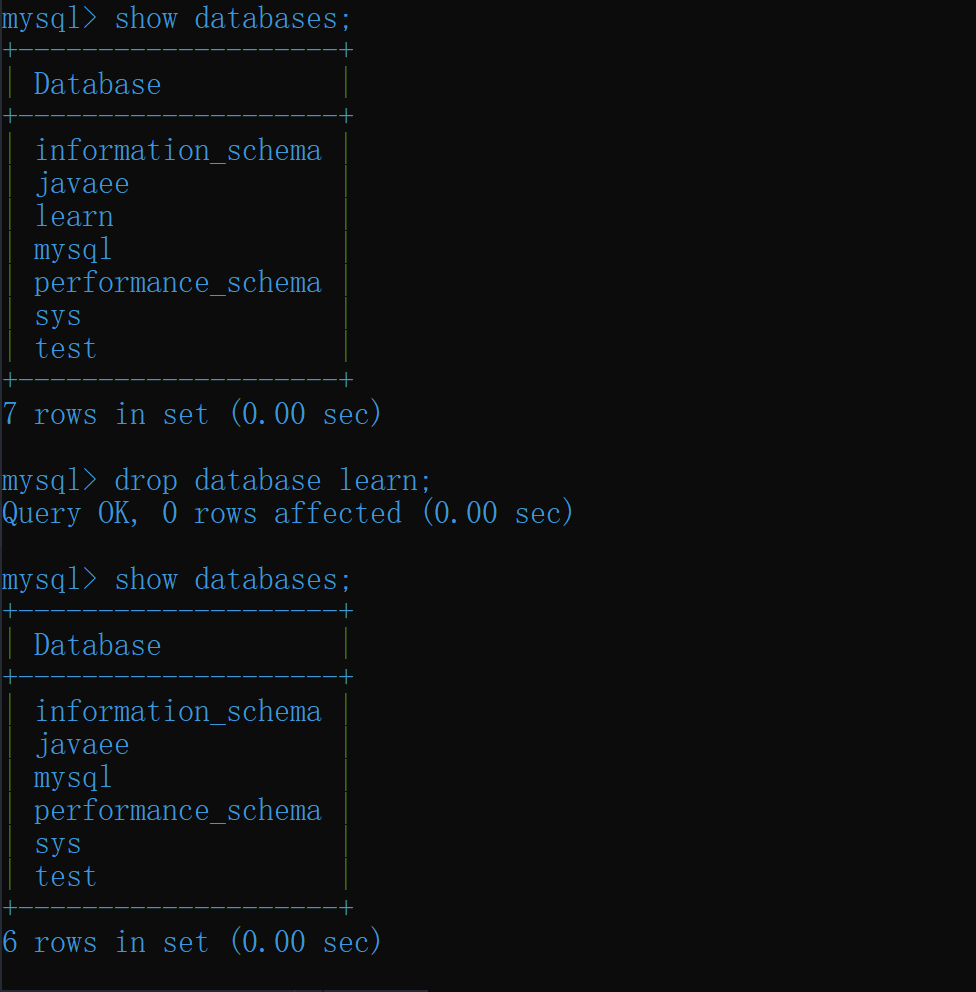 mysql> show databases;
+--------------------+
| Database           |
+--------------------+
| information_schema |
| javaee             |
| learn              |
| mysql              |
| performance_schema |
| sys                |
| test               |
+--------------------+
7 rows in set (0.00 sec)

mysql> drop database learn;
Query OK, 0 rows affected (0.00 sec)

mysql> show databases;
+--------------------+
| Database           |
+--------------------+
| information_schema |
| javaee             |
| mysql              |
| performance_schema |
| sys                |
| test               |
+--------------------+
6 rows in set (0.00 sec)